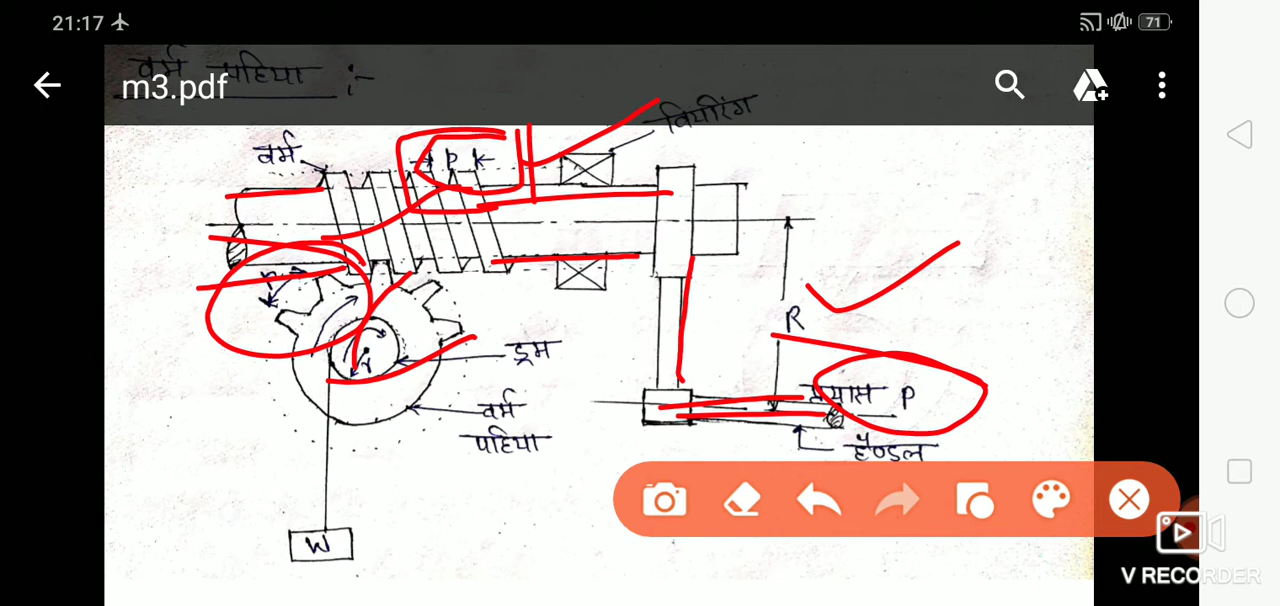 21:17
71
वर्म पहिया :-
m3.pdf
वर्म
p
बियरिंग
n
R
r
ड्रम
प्रयास P
वर्म
पहिया
हैण्डल
W
V RECORDER